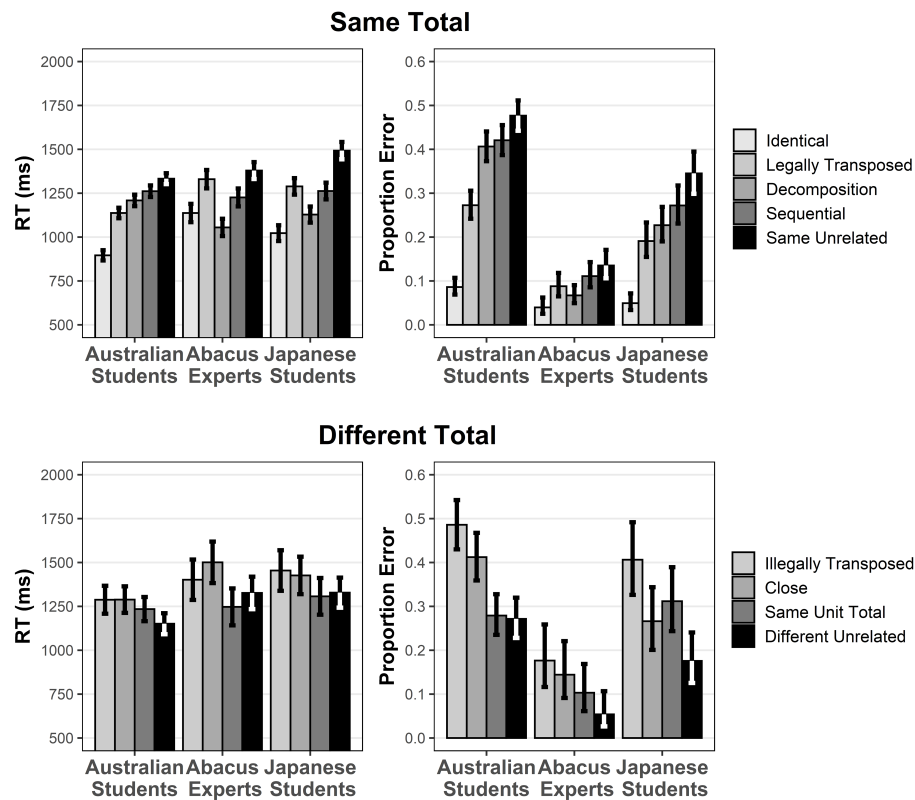 Same Total
RT (ms)
2000
1750
1500
1250
1000
750
500
Australian Students
Abacus Experts
Japanese Students
Proportion Error
0.6
0.5
0.4
0.3
0.2
0.1
0.0
Australian Students
Abacus Experts
Japanese Students
Identical
Legally Transposed
Decomposition
Sequential
Same Unrelated
Different Total
RT (ms)
2000
1750
1500
1250
1000
750
500
Australian Students
Abacus Experts
Japanese Students
Proportion Error
0.6
0.5
0.4
0.3
0.2
0.1
0.0
Australian Students
Abacus Experts
Japanese Students
Illegally Transposed
Close
Same Unit Total
Different Unrelated